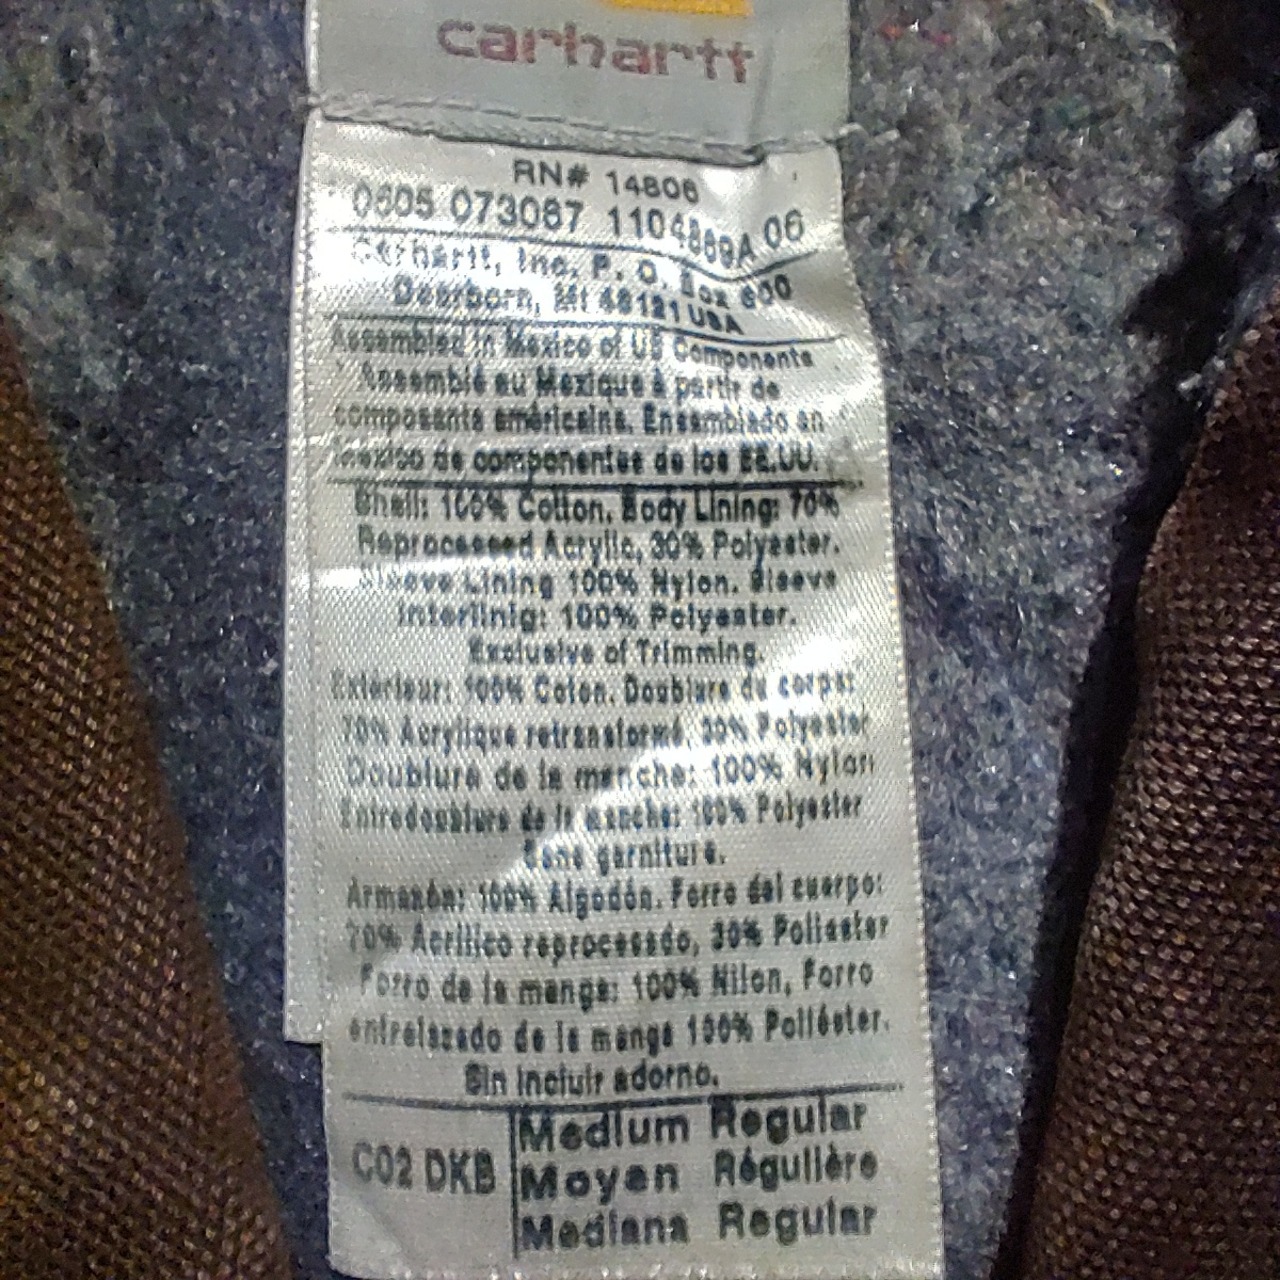 carhartt
RN# 14806
0605 073067 1104869A 06
Carhartt, Inc, P. O. Box 600
Dearborn, MI 48121 USA
Assembled in Mexico of US Components
Assemblé au Mexique à partir de
composants américains. Ensamblado en
México de componentes de los EE.UU.
Shell: 100% Cotton. Body Lining: 70%
Reprocessed Acrylic, 30% Polyester.
Sleeve Lining 100% Nylon. Sleeve
Interlinig: 100% Polyester.
Exclusive of Trimming.
Exterieur: 100% Coton. Doublure du corps:
70% Acrylique retransformé, 30% Polyester
Doublure de la manche: 100% Nylon
Entredoublure de la manche: 100% Polyester
Sans garniture.
Armazón: 100% Algodón. Forro del cuerpo:
70% Acrílico reprocesado, 30% Poliester
Forro de la manga: 100% Nilon, Forro
entrelazado de la manga 100% Poliéster.
Sin incluir adorno.
C02 DKB
Medium Regular
Moyen Régulière
Mediana Regular